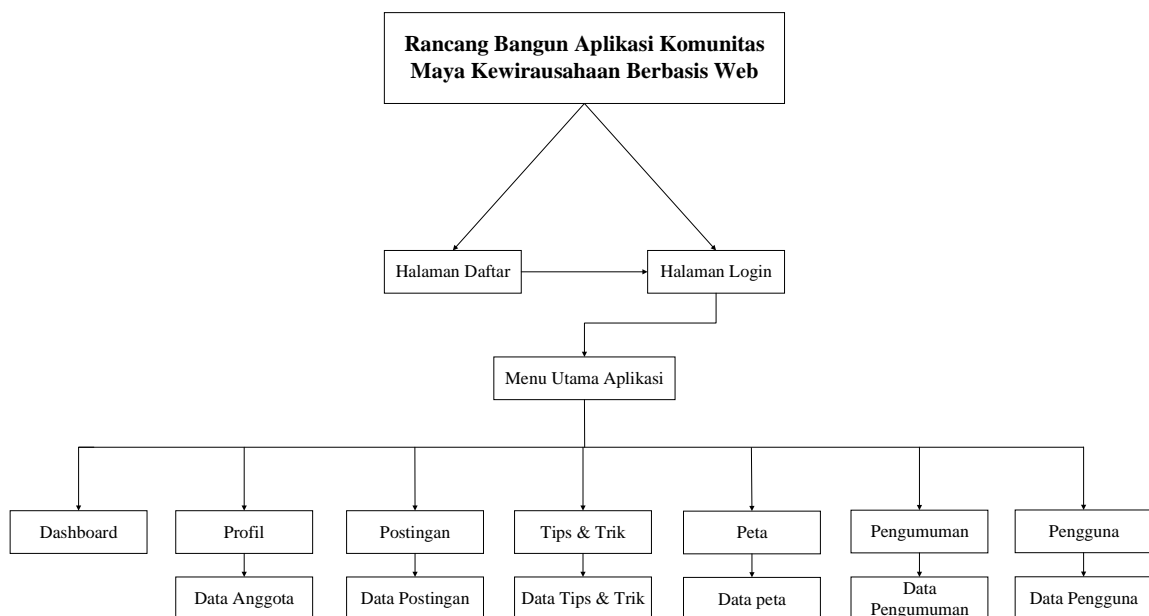 Rancang Bangun Aplikasi Komunitas
Maya Kewirausahaan Berbasis Web
Halaman Daftar
Halaman Login
Menu Utama Aplikasi
Dashboard
Profil
Postingan
Tips & Trik
Peta
Pengumuman
Pengguna
Data Anggota
Data Postingan
Data Tips & Trik
Data peta
Data
Pengumuman
Data Pengguna